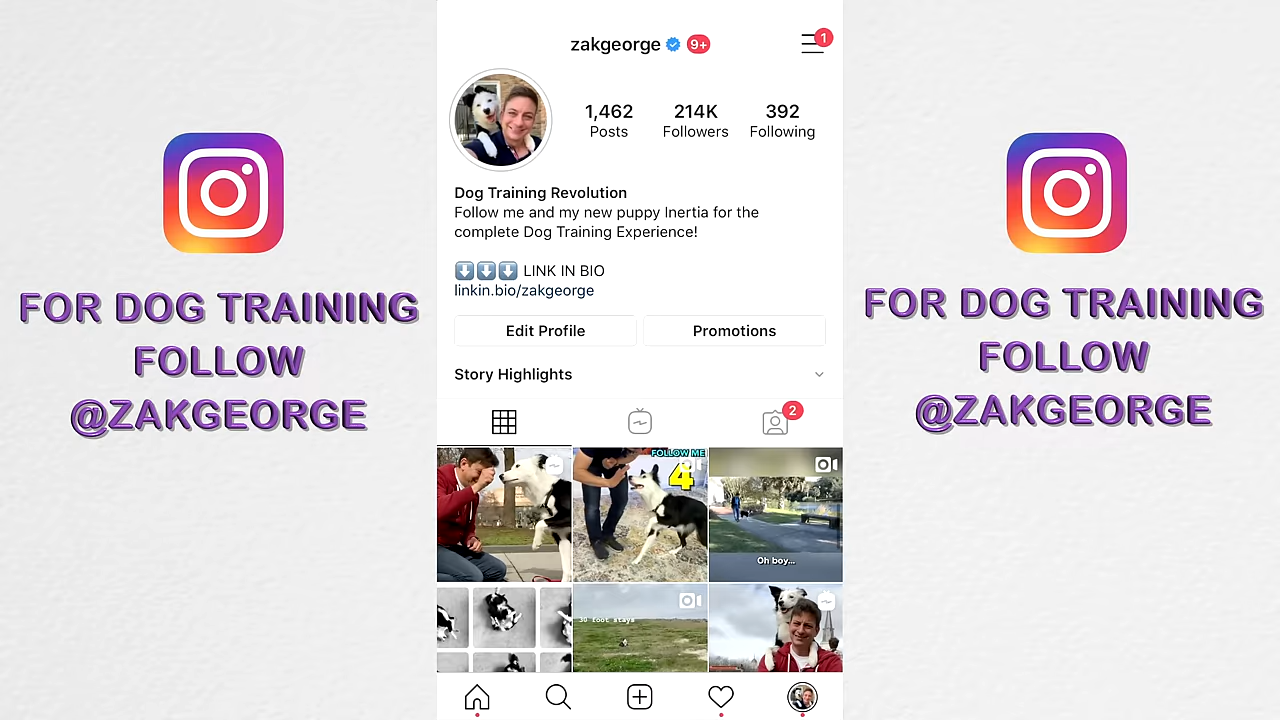 zakgeorge 9+
1
1,462 214K 392
Posts Followers Following
Dog Training Revolution
Follow me and my new puppy Inertia for the
complete Dog Training Experience!
LINK IN BIO
linkin.bio/zakgeorge
Edit Profile Promotions
Story Highlights
2
FOLLOW ME
4
Oh boy...
30 foot stays
FOR DOG TRAINING
FOLLOW
@ZAKGEORGE
FOR DOG TRAINING
FOLLOW
@ZAKGEORGE